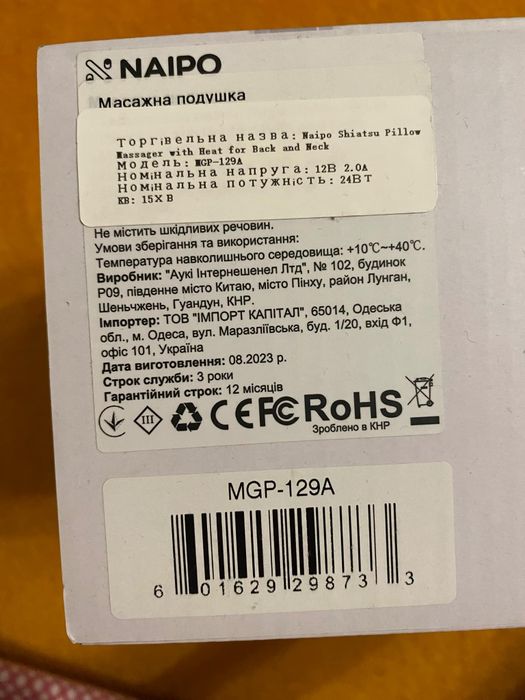 NAIPO
Масажна подушка
Торгівельна назва: Naipo Shiatsu Pillow
Massager with Heat for Back and Neck
Модель: MGP-129A
Номінальна напруга: 12В 2.0А
Номінальна потужність: 24Вт
КВ: 15Х В
Не містить шкідливих речовин.
Умови зберігання та використання:
Температура навколишнього середовища: +10℃~+40℃.
Виробник: "Аукі Інтернешенел Лтд", № 102, будинок
P09, південне місто Китаю, місто Пінху, район Лунган,
Шеньчжень, Гуандун, КНР.
Імпортер: ТОВ "ІМПОРТ КАПІТАЛ", 65014, Одеська
обл., м. Одеса, вул. Маразліївська, буд. 1/20, вхід Ф1,
офіс 101, Україна
Дата виготовлення: 08.2023 р.
Строк служби: 3 роки
Гарантійний строк: 12 місяців
III CE FC RoHS
Зроблено в КНР
MGP-129A
6 01629 29873 3